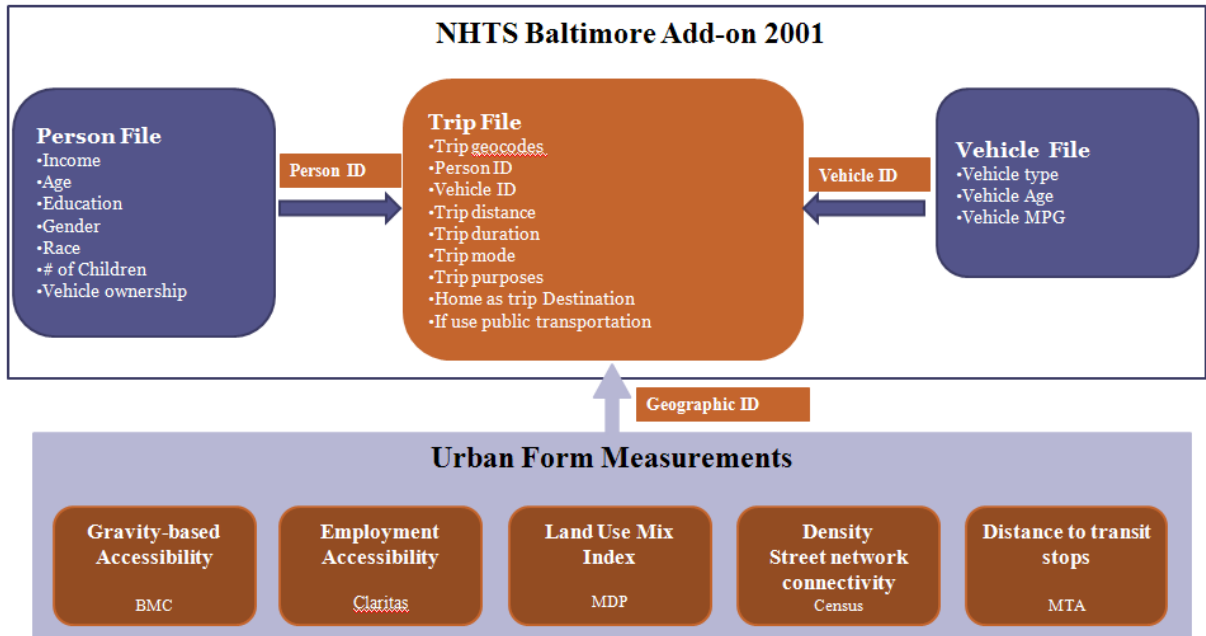 NHTS Baltimore Add-on 2001
Person File
•Income
•Age
•Education
•Gender
•Race
•# of Children
•Vehicle ownership
Person ID
Trip File
•Trip geocodes
•Person ID
•Vehicle ID
•Trip distance
•Trip duration
•Trip mode
•Trip purposes
•Home as trip Destination
•If use public transportation
Vehicle ID
Vehicle File
•Vehicle type
•Vehicle Age
•Vehicle MPG
Geographic ID
Urban Form Measurements
Gravity-based
Accessibility
BMC
Employment
Accessibility
Claritas
Land Use Mix
Index
MDP
Density
Street network
connectivity
Census
Distance to transit
stops
MTA